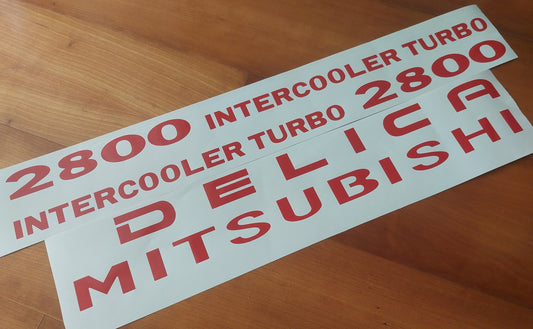 2800 INTERCOOLER TURBO
INTERCOOLER TURBO 2800
DELICA
MITSUBISHI